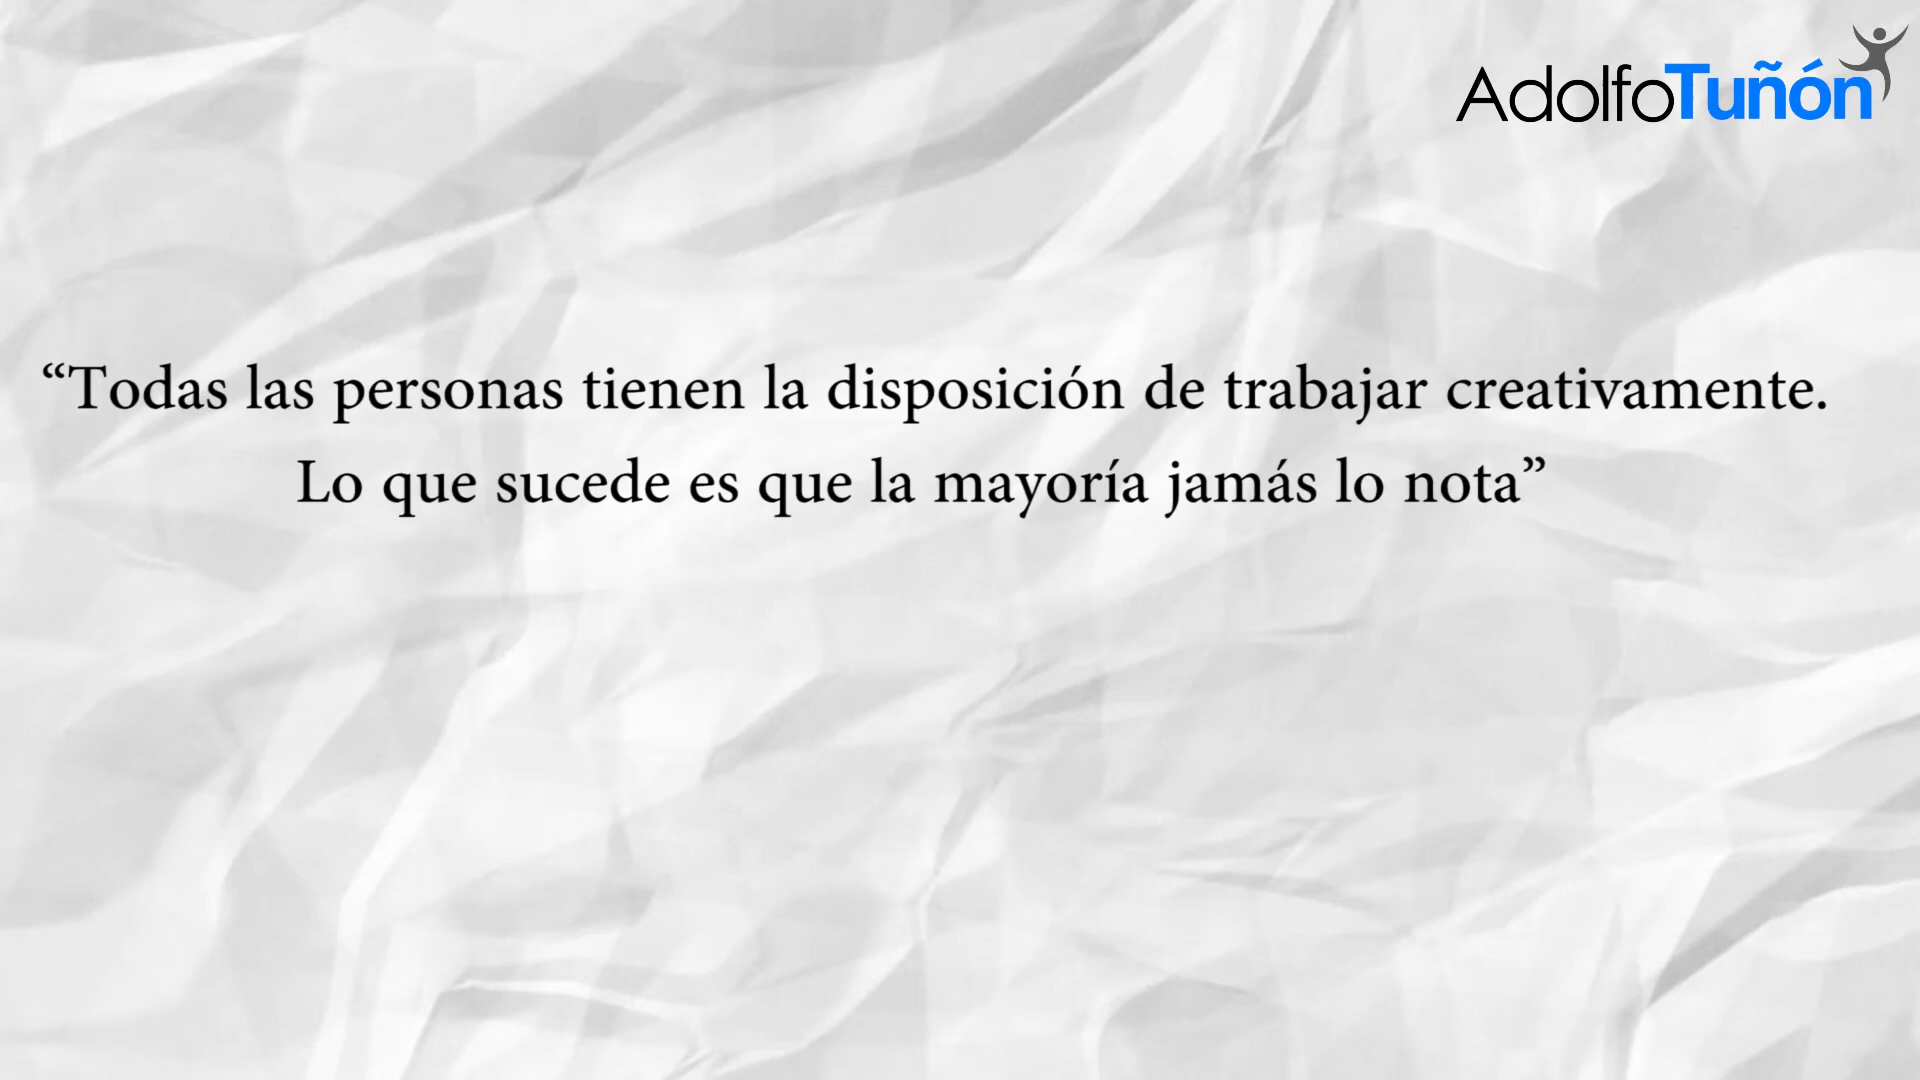 AdolfoTuñón
“Todas las personas tienen la disposición de trabajar creativamente.
Lo que sucede es que la mayoría jamás lo nota”